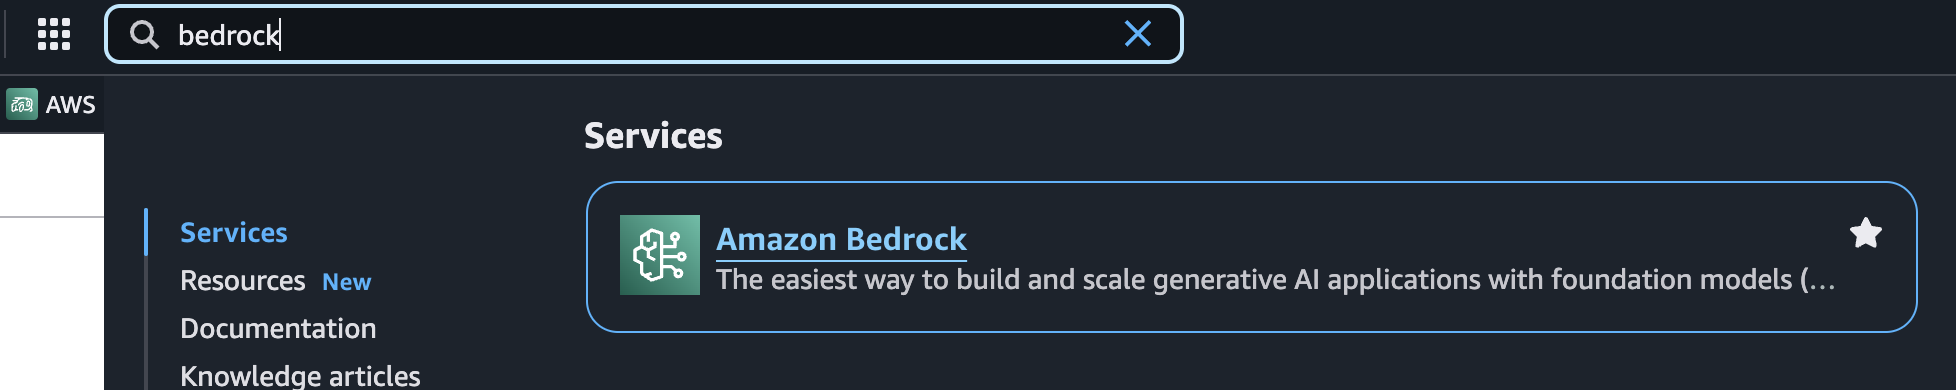 bedrock
AWS
Services
Services
Resources New
Documentation
Knowledge articles
Amazon Bedrock
The easiest way to build and scale generative AI applications with foundation models (...